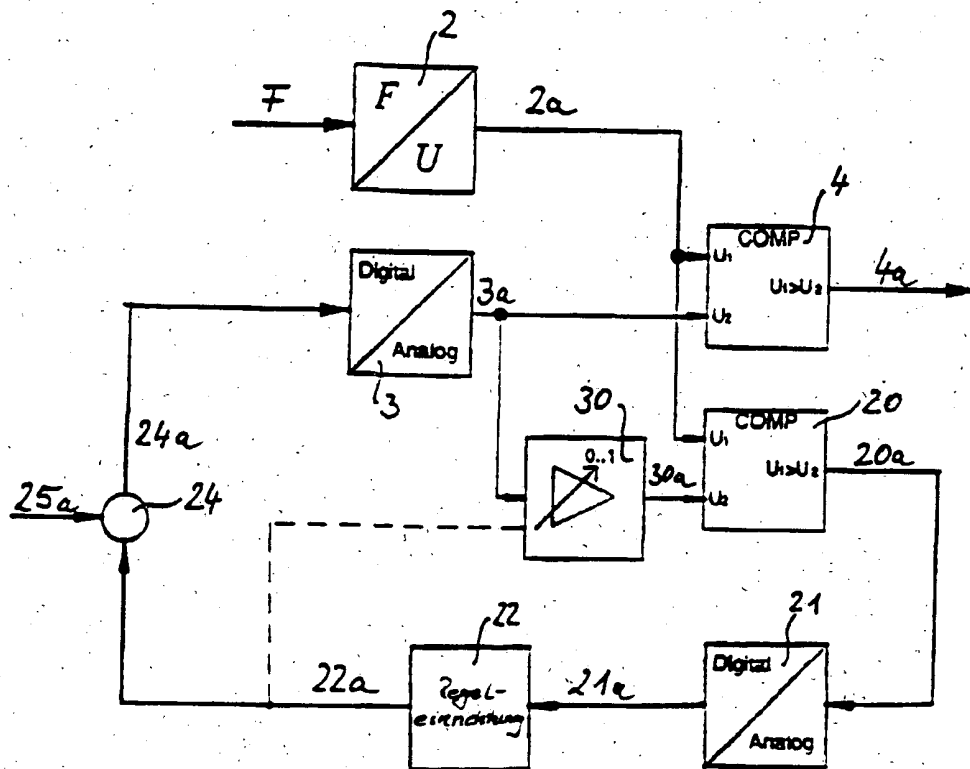 2
F
F
U
2a
4
COMP
U₁
U₁>U₂
U₂
4a
Digital
Analog
3a
3
30
0..1
30a
20
COMP
U₁
U₁>U₂
U₂
20a
24a
25a
24
22
21
22a
Regel-
einrichtung
21a
Digital
Analog